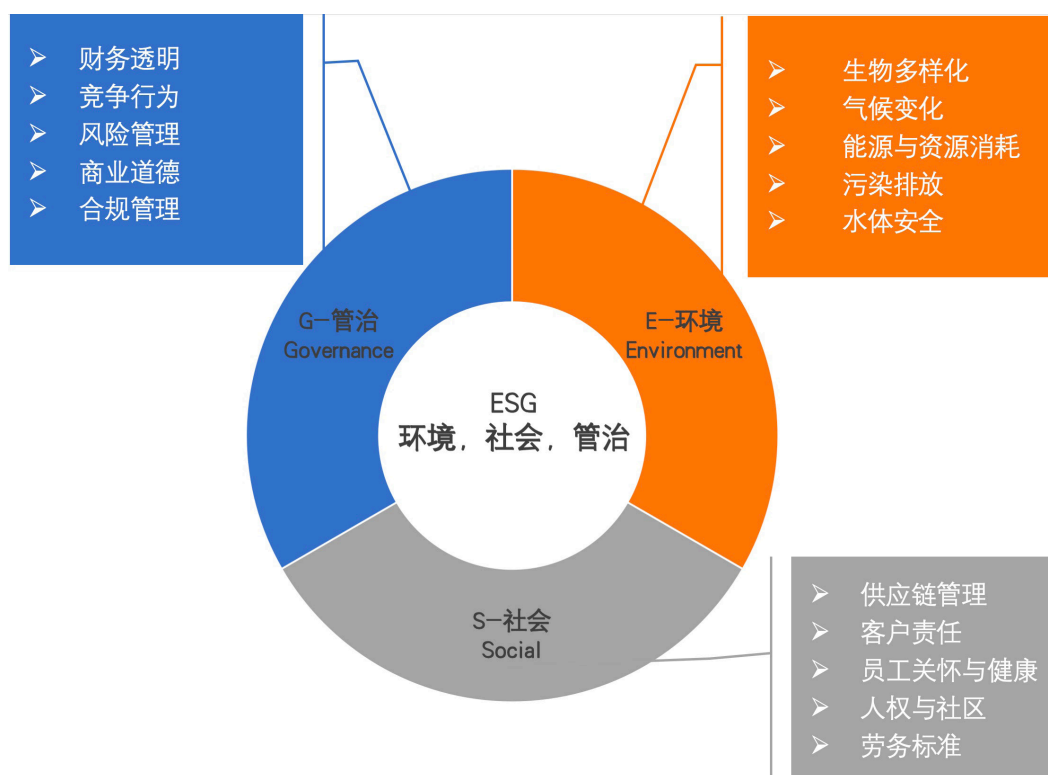 财务透明
竞争行为
风险管理
商业道德
合规管理
生物多样化
气候变化
能源与资源消耗
污染排放
水体安全
G-管治
Governance
E-环境
Environment
ESG
环境，社会，管治
S-社会
Social
供应链管理
客户责任
员工关怀与健康
人权与社区
劳务标准